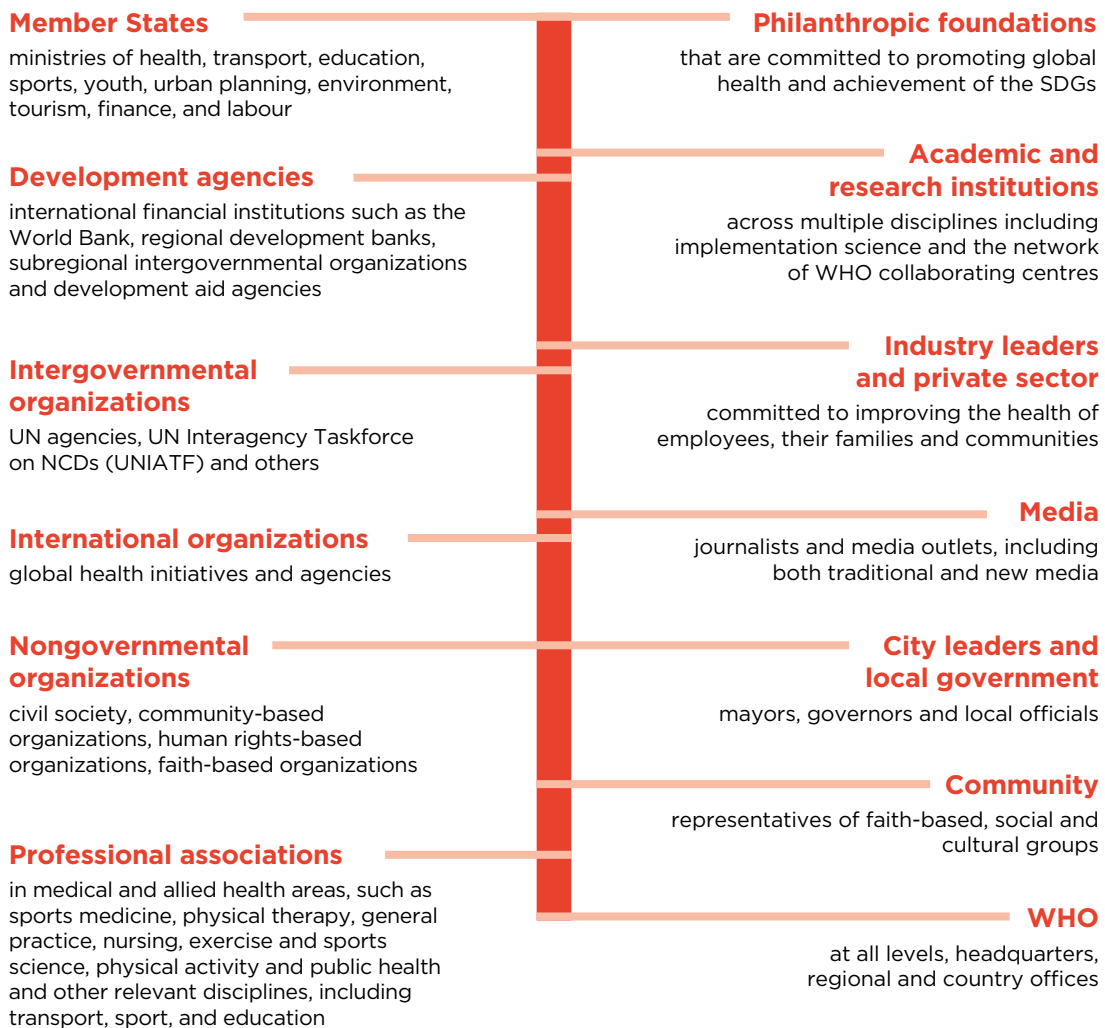 Member States
ministries of health, transport, education,
sports, youth, urban planning, environment,
tourism, finance, and labour
Development agencies
international financial institutions such as the
World Bank, regional development banks,
subregional intergovernmental organizations
and development aid agencies
Intergovernmental
organizations
UN agencies, UN Interagency Taskforce
on NCDs (UNIATF) and others
International organizations
global health initiatives and agencies
Nongovernmental
organizations
civil society, community-based
organizations, human rights-based
organizations, faith-based organizations
Professional associations
in medical and allied health areas, such as
sports medicine, physical therapy, general
practice, nursing, exercise and sports
science, physical activity and public health
and other relevant disciplines, including
transport, sport, and education
Philanthropic foundations
that are committed to promoting global
health and achievement of the SDGs
Academic and
research institutions
across multiple disciplines including
implementation science and the network
of WHO collaborating centres
Industry leaders
and private sector
committed to improving the health of
employees, their families and communities
Media
journalists and media outlets, including
both traditional and new media
City leaders and
local government
mayors, governors and local officials
Community
representatives of faith-based, social and
cultural groups
WHO
at all levels, headquarters,
regional and country offices